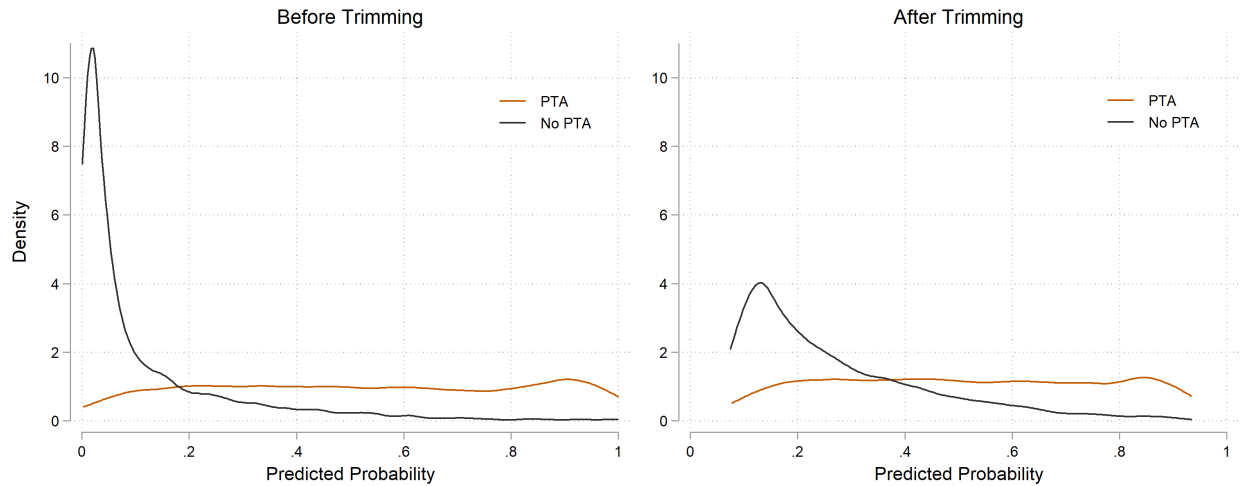 Before Trimming
After Trimming
Density
10
8
6
4
2
0
PTA
No PTA
0
.2
.4
.6
.8
1
Predicted Probability
10
8
6
4
2
0
PTA
No PTA
0
.2
.4
.6
.8
1
Predicted Probability